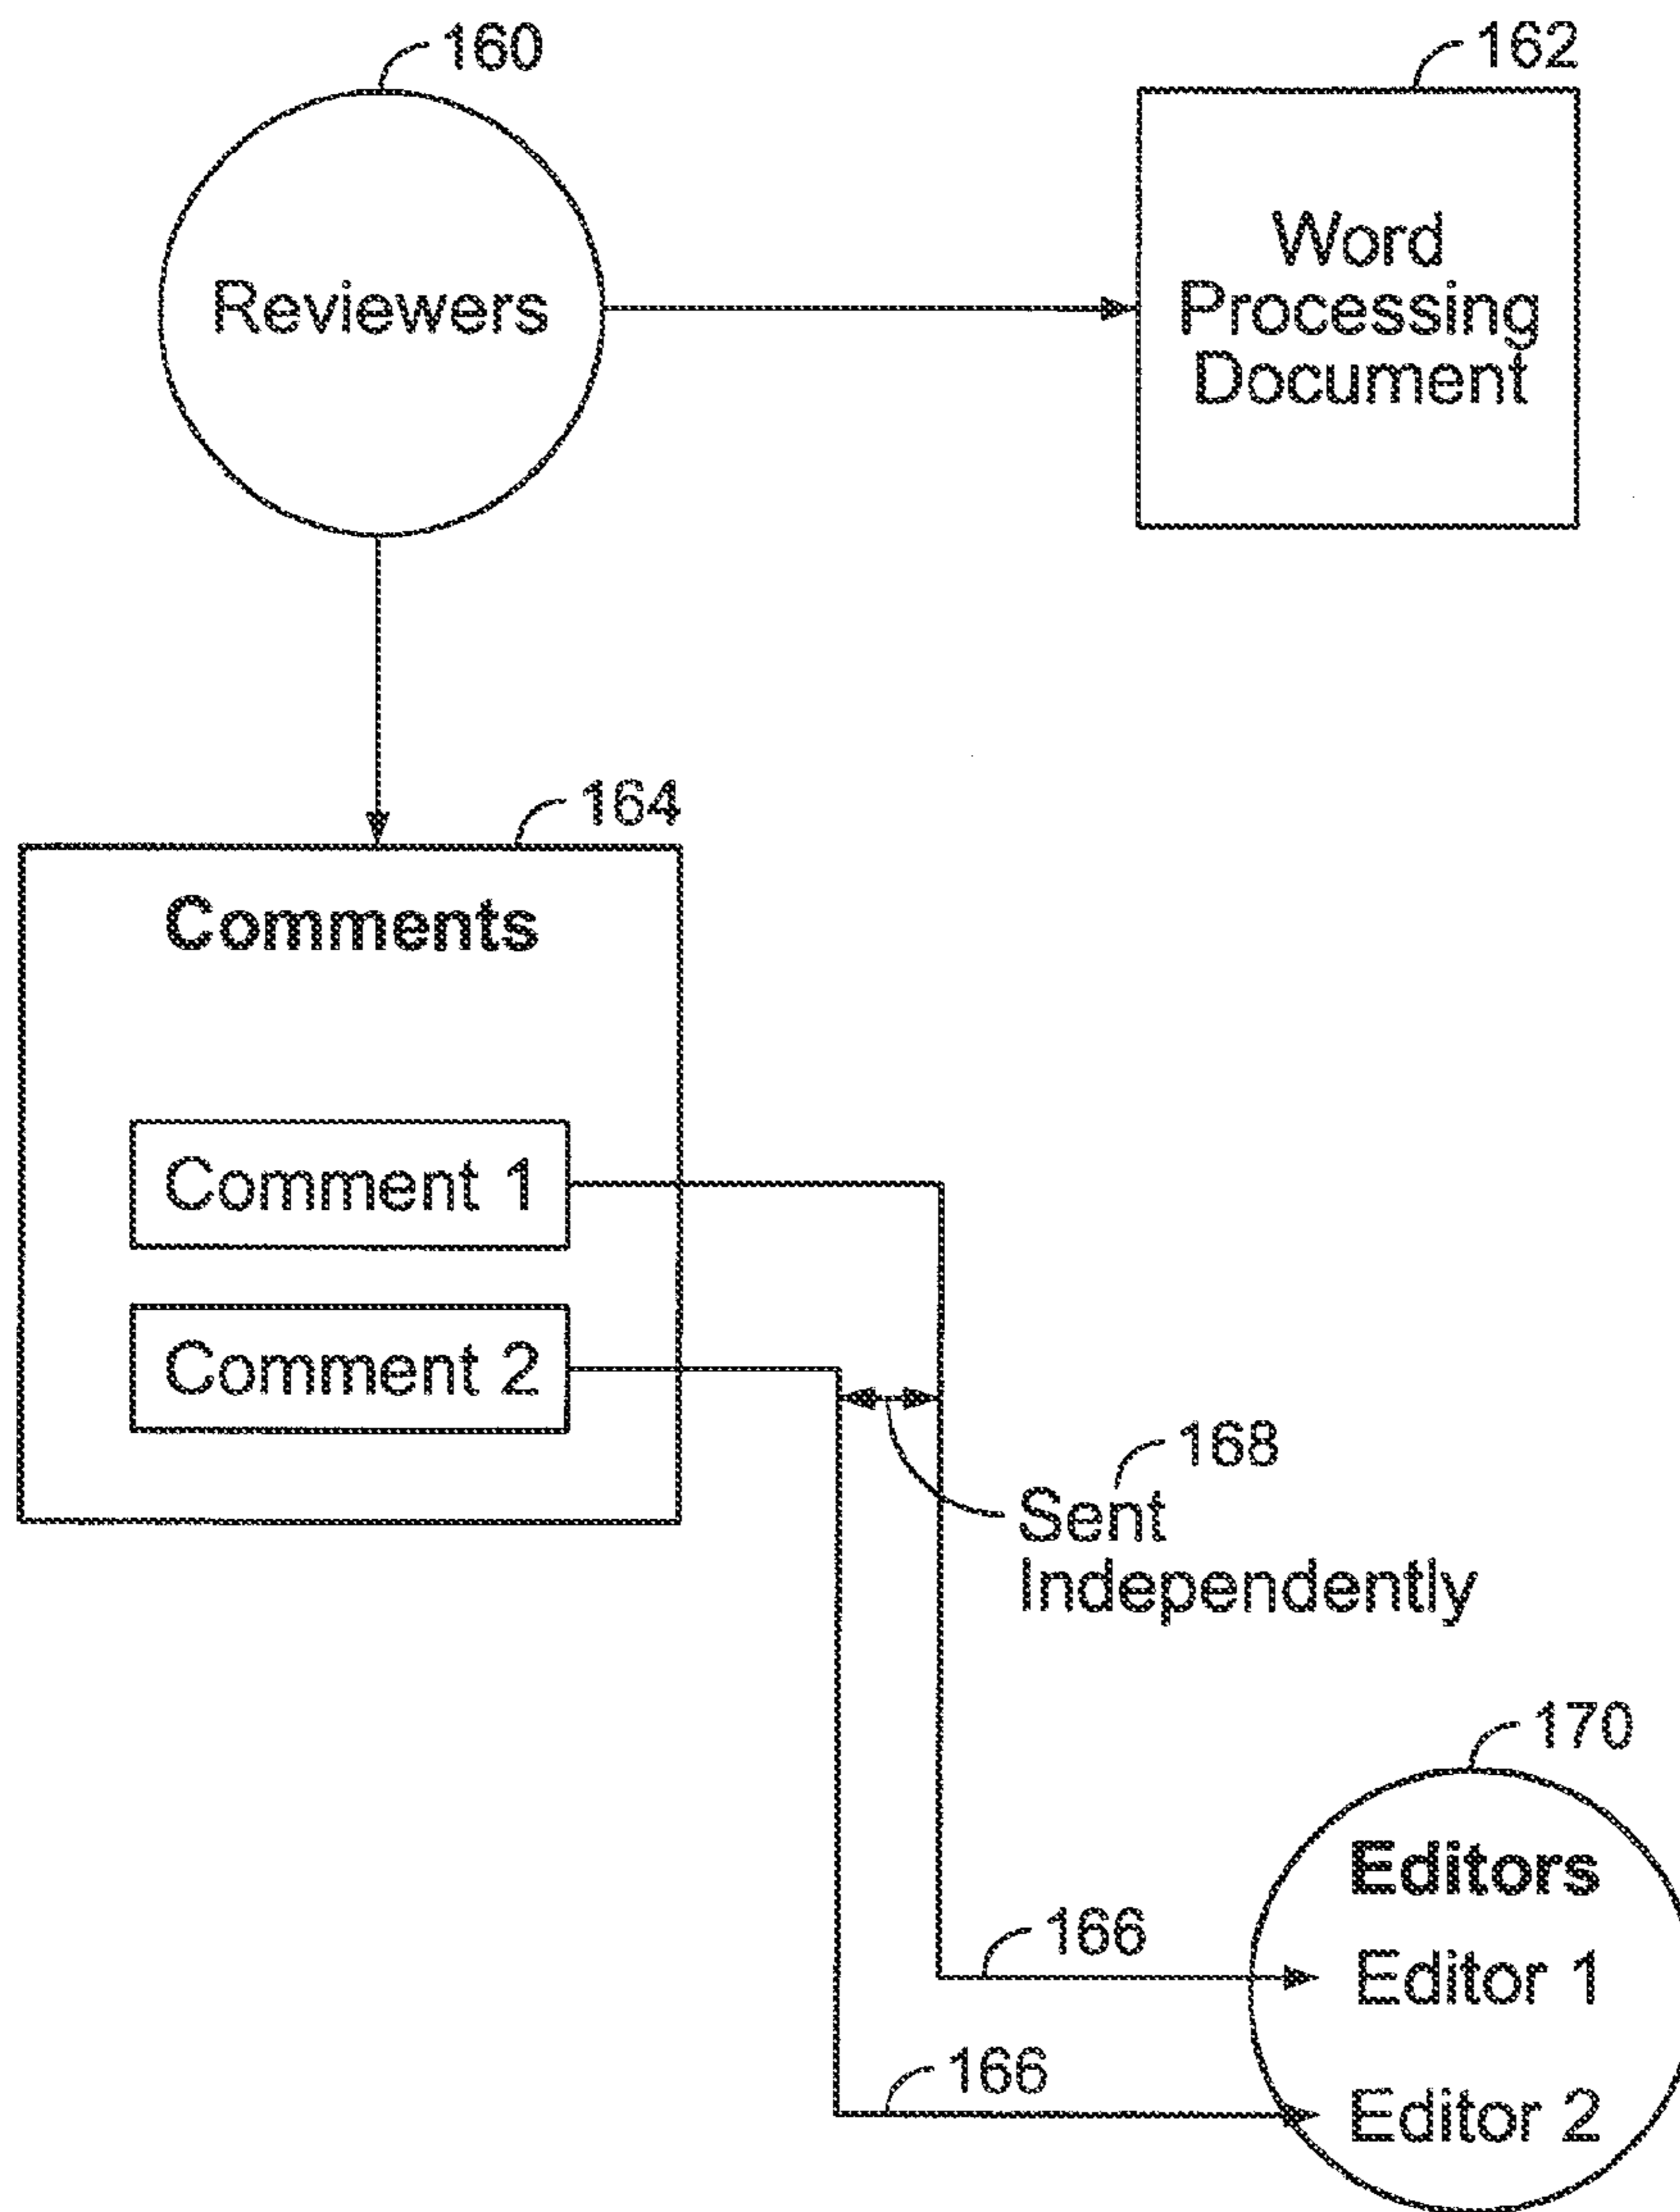 160
162
Reviewers
Word
Processing
Document
164
Comments
Comment 1
Comment 2
168
Sent
Independently
170
Editors
166
Editor 1
166
Editor 2